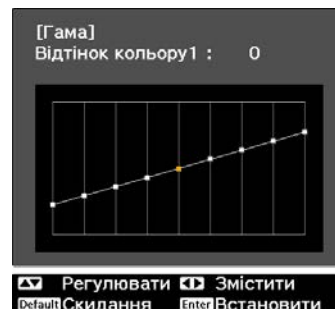 [Гама]
Відтінок кольору1 : 0
Регулювати Змістити
Default Скидання Enter Встановити